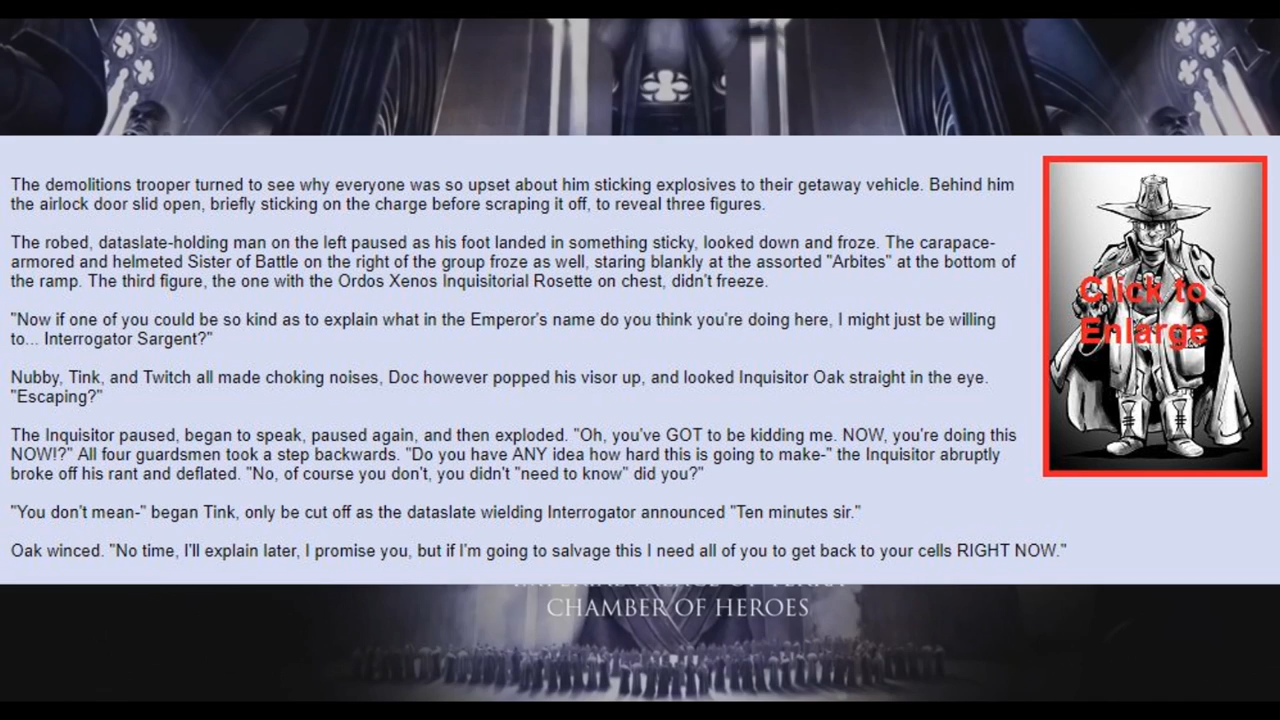 The demolitions trooper turned to see why everyone was so upset about him sticking explosives to their getaway vehicle. Behind him
the airlock door slid open, briefly sticking on the charge before scraping it off, to reveal three figures.
The robed, dataslate-holding man on the left paused as his foot landed in something sticky, looked down and froze. The carapace-
armored and helmeted Sister of Battle on the right of the group froze as well, staring blankly at the assorted "Arbites" at the bottom of
the ramp. The third figure, the one with the Ordos Xenos Inquisitorial Rosette on chest, didn't freeze.
"Now if one of you could be so kind as to explain what in the Emperor's name do you think you're doing here, I might just be willing
to... Interrogator Sargent?"
Nubby, Tink, and Twitch all made choking noises, Doc however popped his visor up, and looked Inquisitor Oak straight in the eye.
"Escaping?"
The Inquisitor paused, began to speak, paused again, and then exploded. "Oh, you've GOT to be kidding me. NOW, you're doing this
NOW!?" All four guardsmen took a step backwards. "Do you have ANY idea how hard this is going to make-" the Inquisitor abruptly
broke off his rant and deflated. "No, of course you don't, you didn't "need to know" did you?"
"You don't mean-" began Tink, only be cut off as the dataslate wielding Interrogator announced "Ten minutes sir."
Oak winced. "No time, I'll explain later, I promise you, but if I'm going to salvage this I need all of you to get back to your cells RIGHT NOW."
Click to
Enlarge
CHAMBER OF HEROES